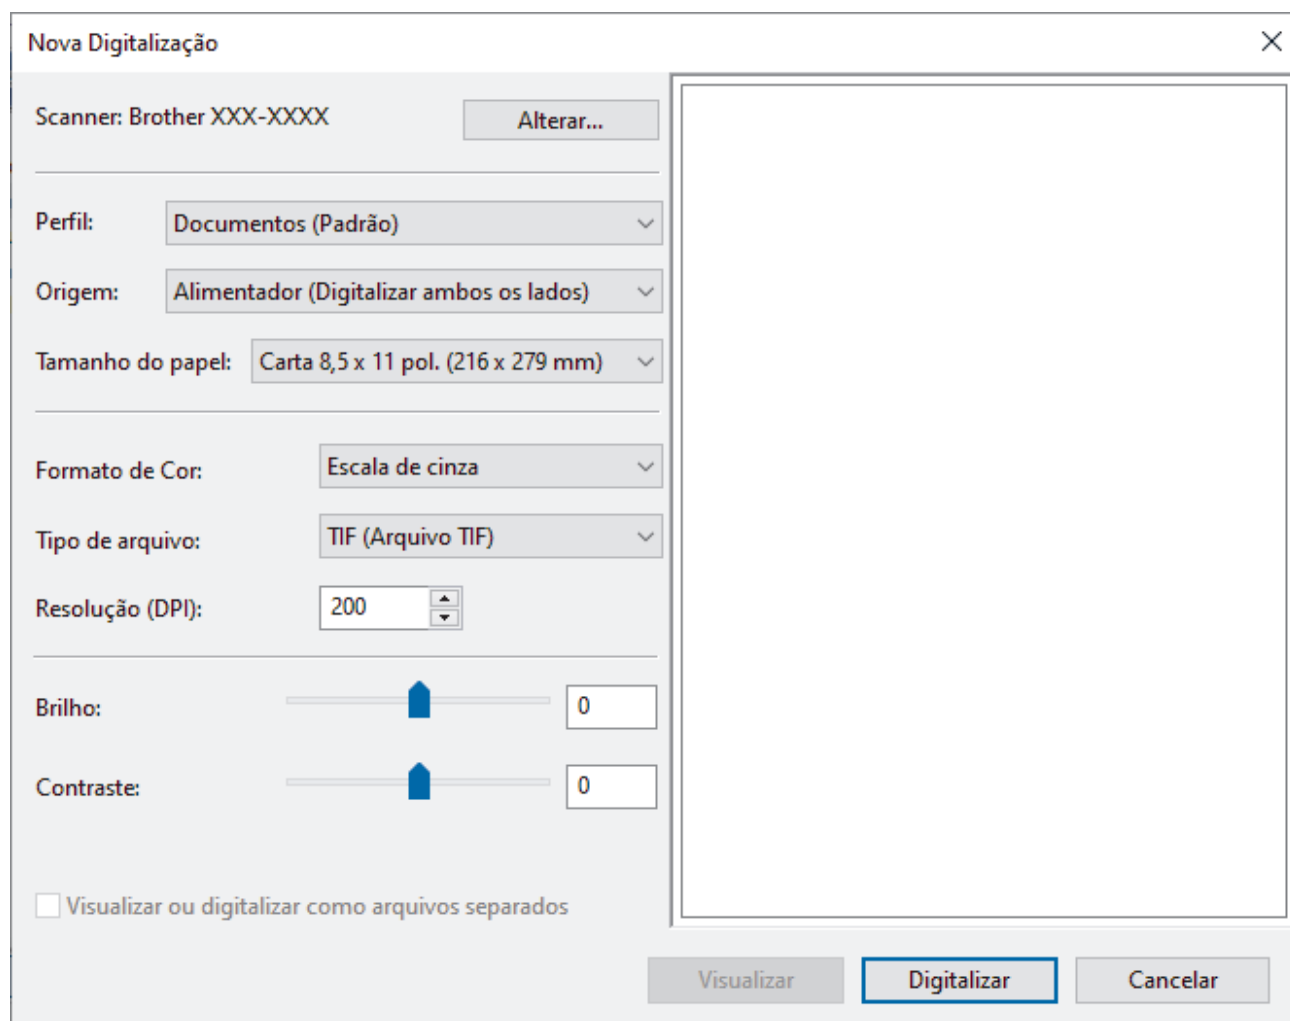 Nova Digitalização
Scanner: Brother XXX-XXXX
Alterar...
Perfil: Documentos (Padrão)
Origem: Alimentador (Digitalizar ambos os lados)
Tamanho do papel: Carta 8,5 x 11 pol. (216 x 279 mm)
Formato de Cor: Escala de cinza
Tipo de arquivo: TIF (Arquivo TIF)
Resolução (DPI): 200
Brilho: 0
Contraste: 0
Visualizar ou digitalizar como arquivos separados
Visualizar Digitalizar Cancelar